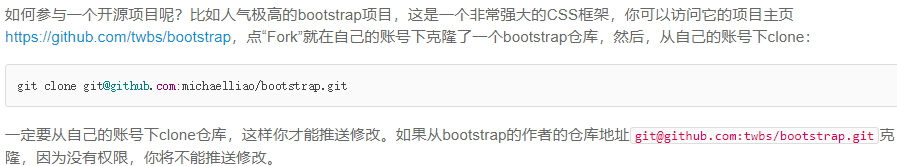 如何参与一个开源项目呢？比如人气极高的bootstrap项目，这是一个非常强大的CSS框架，你可以访问它的项目主页
https://github.com/twbs/bootstrap，点“Fork”就在自己的账号下克隆了一个bootstrap仓库，然后，从自己的账号下clone：
git clone git@github.com:michaelliao/bootstrap.git
一定要从自己的账号下clone仓库，这样你才能推送修改。如果从bootstrap的作者的仓库地址git@github.com:twbs/bootstrap.git克
隆，因为没有权限，你将不能推送修改。